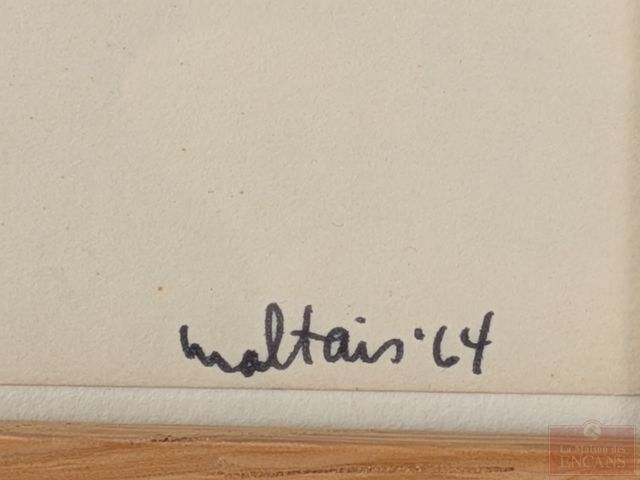 maltais '64
La Maison des
ENCANS